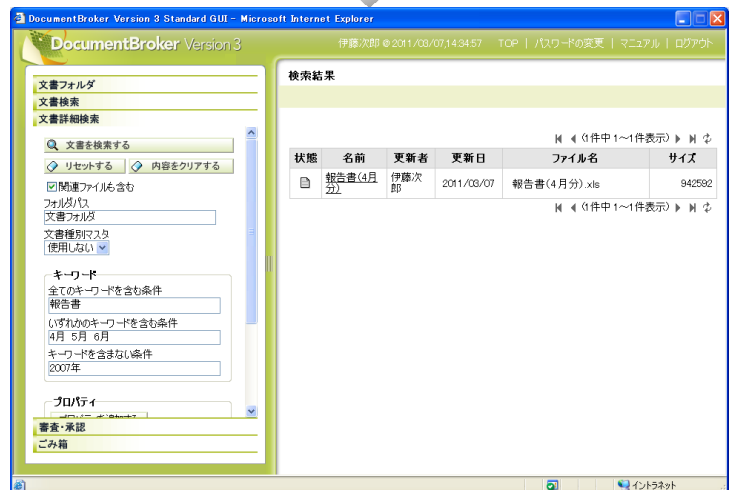 DocumentBroker Version 3 Standard GUI - Microsoft Internet Explorer
DocumentBroker Version 3
伊藤次郎 @ 2011/03/07,14:34:57 TOP | パスワードの変更 | マニュアル | ログアウト
文書フォルダ
文書検索
文書詳細検索
文書を検索する
リセットする 内容をクリアする
関連ファイルも含む
フォルダパス
文書フォルダ
文書種別マスタ
使用しない
キーワード
全てのキーワードを含む条件
報告書
いずれかのキーワードを含む条件
4月 5月 6月
キーワードを含まない条件
2007年
プロパティ
審査・承認
ごみ箱
検索結果
(1件中 1〜1件表示)
状態 名前 更新者 更新日 ファイル名 サイズ
報告書(4月分) 伊藤次郎 2011/03/07 報告書(4月分).xls 942592
(1件中 1〜1件表示)
イントラネット